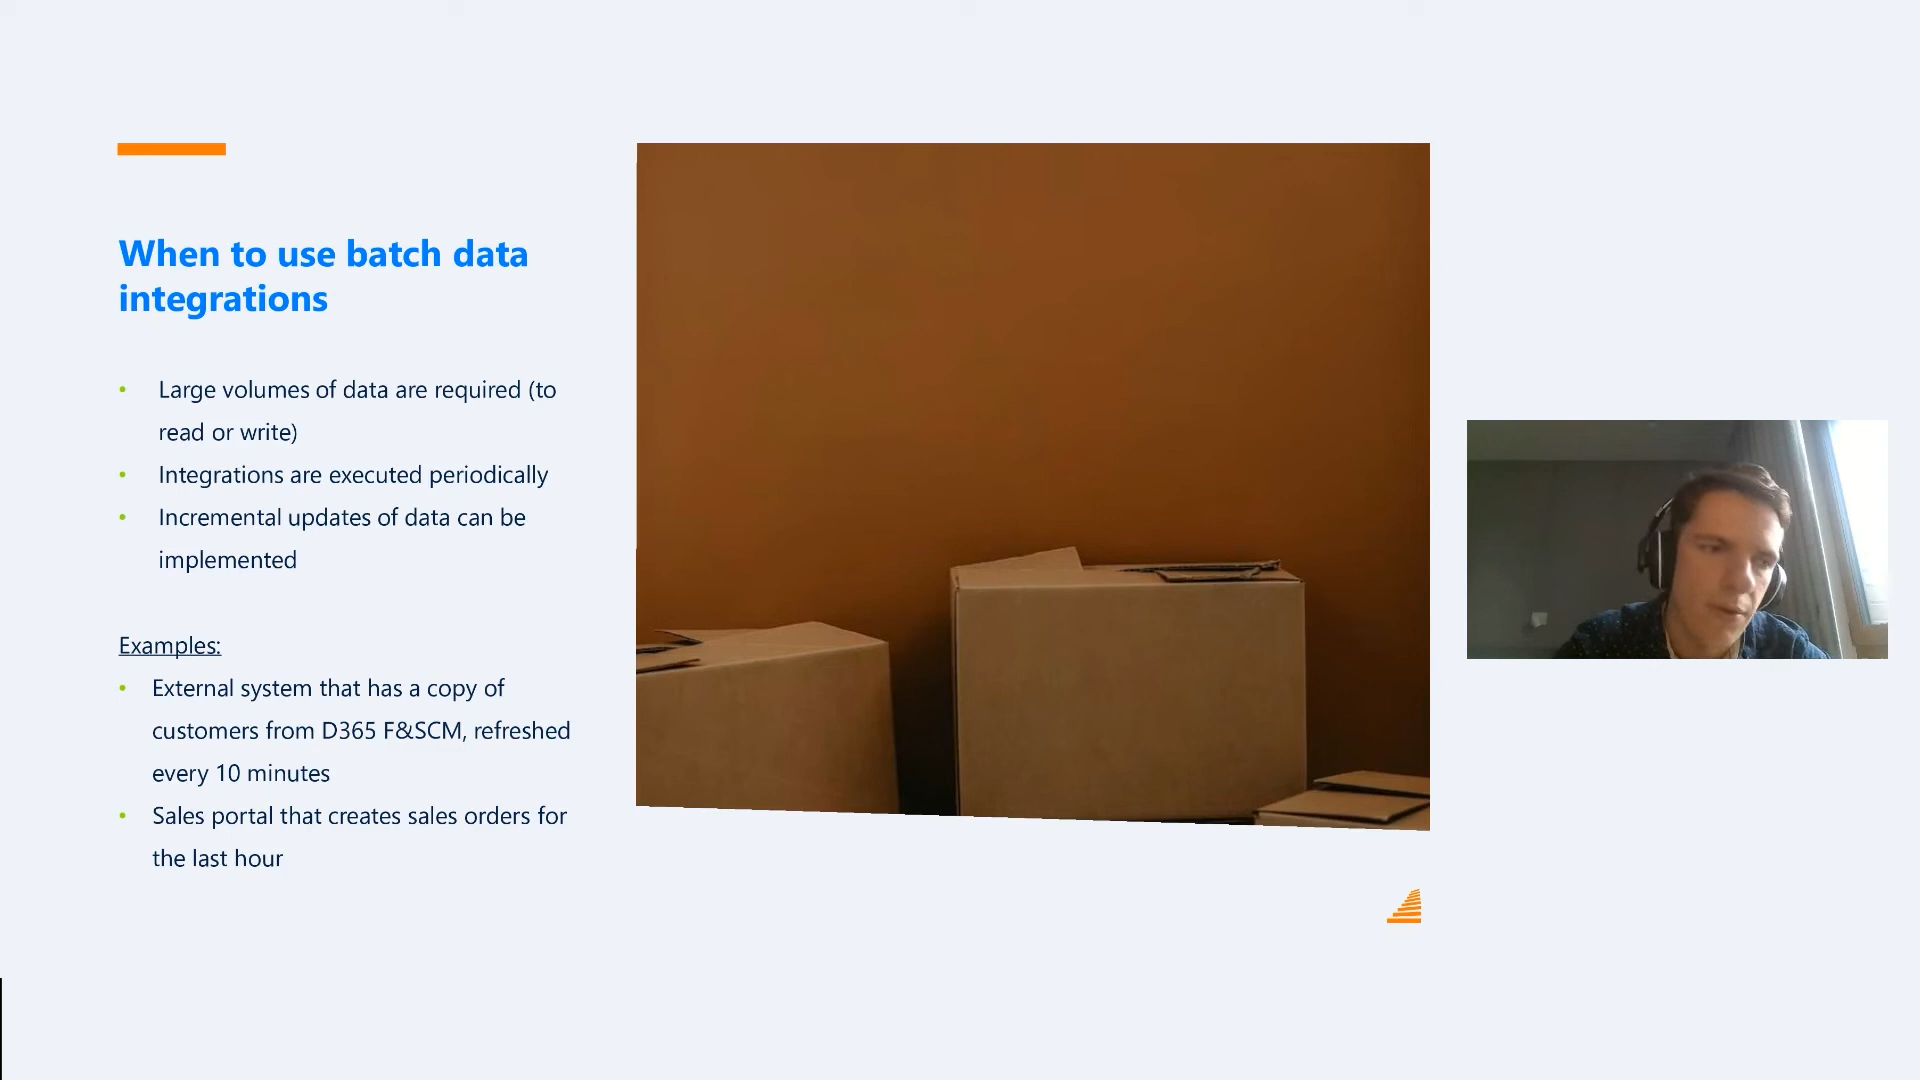 When to use batch data
integrations
• Large volumes of data are required (to
read or write)
• Integrations are executed periodically
• Incremental updates of data can be
implemented
Examples:
• External system that has a copy of
customers from D365 F&SCM, refreshed
every 10 minutes
• Sales portal that creates sales orders for
the last hour